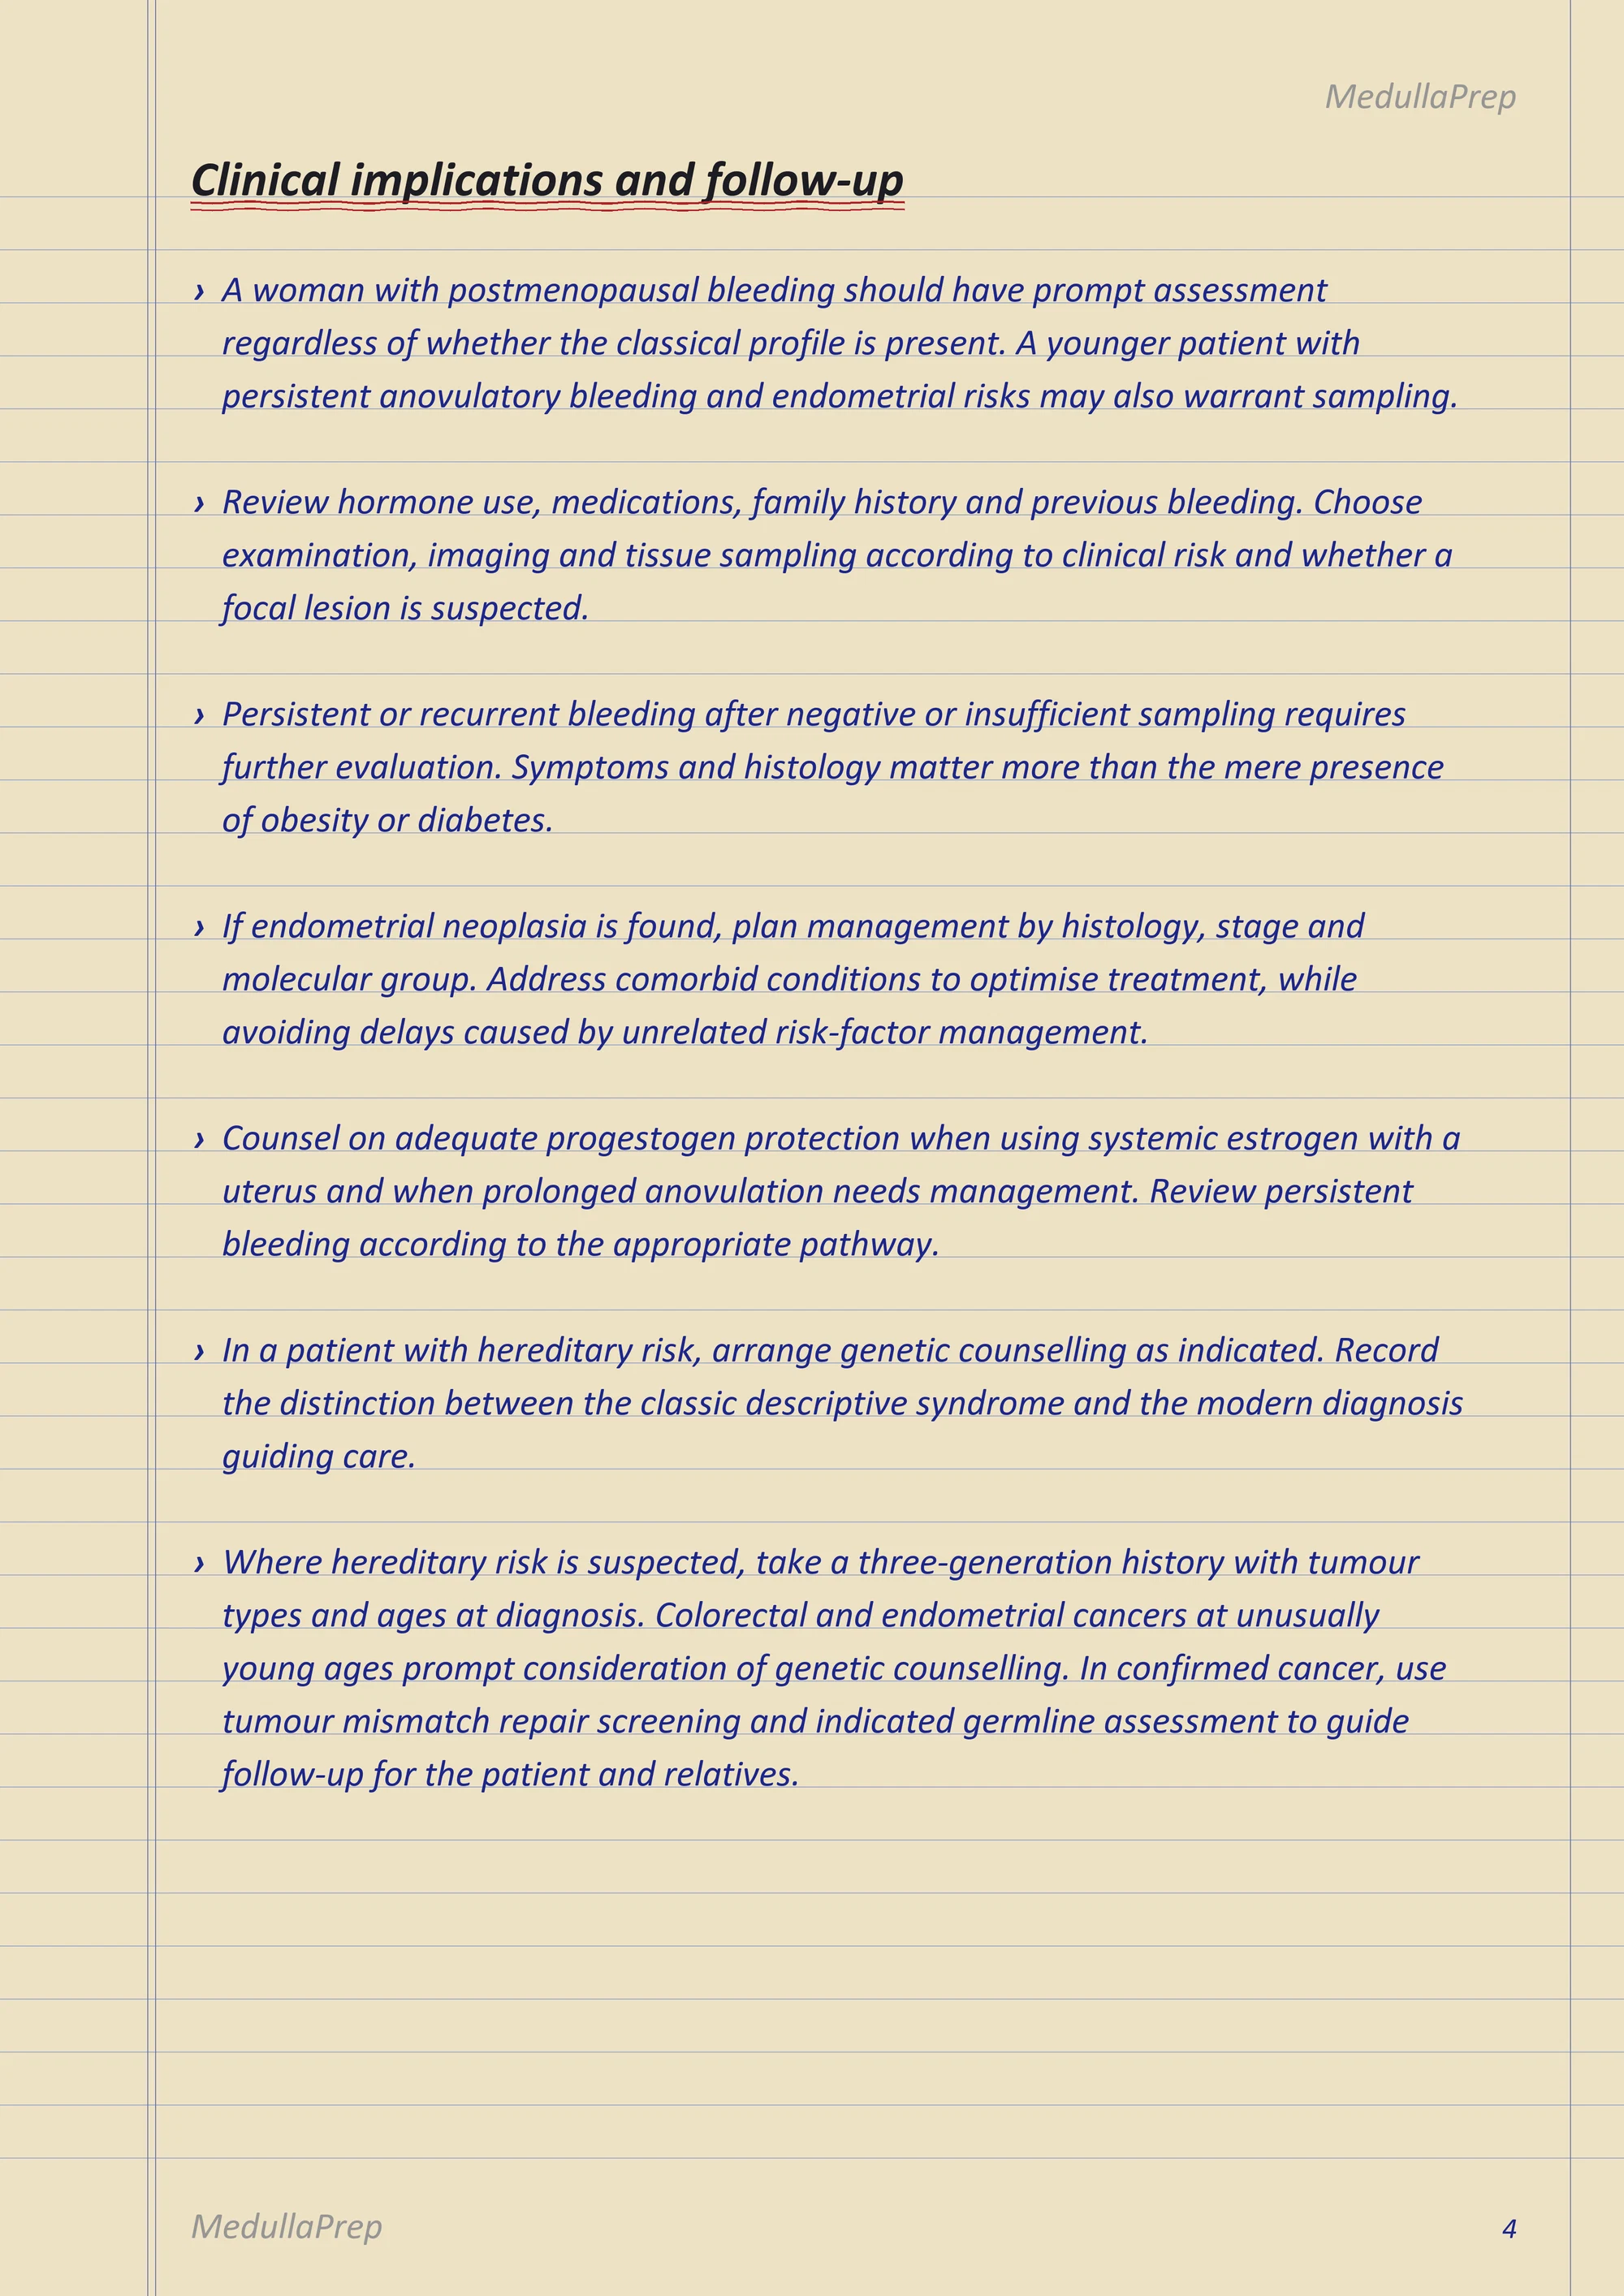 MedullaPrep
Clinical implications and follow-up
› A woman with postmenopausal bleeding should have prompt assessment
regardless of whether the classical profile is present. A younger patient with
persistent anovulatory bleeding and endometrial risks may also warrant sampling.
› Review hormone use, medications, family history and previous bleeding. Choose
examination, imaging and tissue sampling according to clinical risk and whether a
focal lesion is suspected.
› Persistent or recurrent bleeding after negative or insufficient sampling requires
further evaluation. Symptoms and histology matter more than the mere presence
of obesity or diabetes.
› If endometrial neoplasia is found, plan management by histology, stage and
molecular group. Address comorbid conditions to optimise treatment, while
avoiding delays caused by unrelated risk-factor management.
› Counsel on adequate progestogen protection when using systemic estrogen with a
uterus and when prolonged anovulation needs management. Review persistent
bleeding according to the appropriate pathway.
› In a patient with hereditary risk, arrange genetic counselling as indicated. Record
the distinction between the classic descriptive syndrome and the modern diagnosis
guiding care.
› Where hereditary risk is suspected, take a three-generation history with tumour
types and ages at diagnosis. Colorectal and endometrial cancers at unusually
young ages prompt consideration of genetic counselling. In confirmed cancer, use
tumour mismatch repair screening and indicated germline assessment to guide
follow-up for the patient and relatives.
MedullaPrep
4